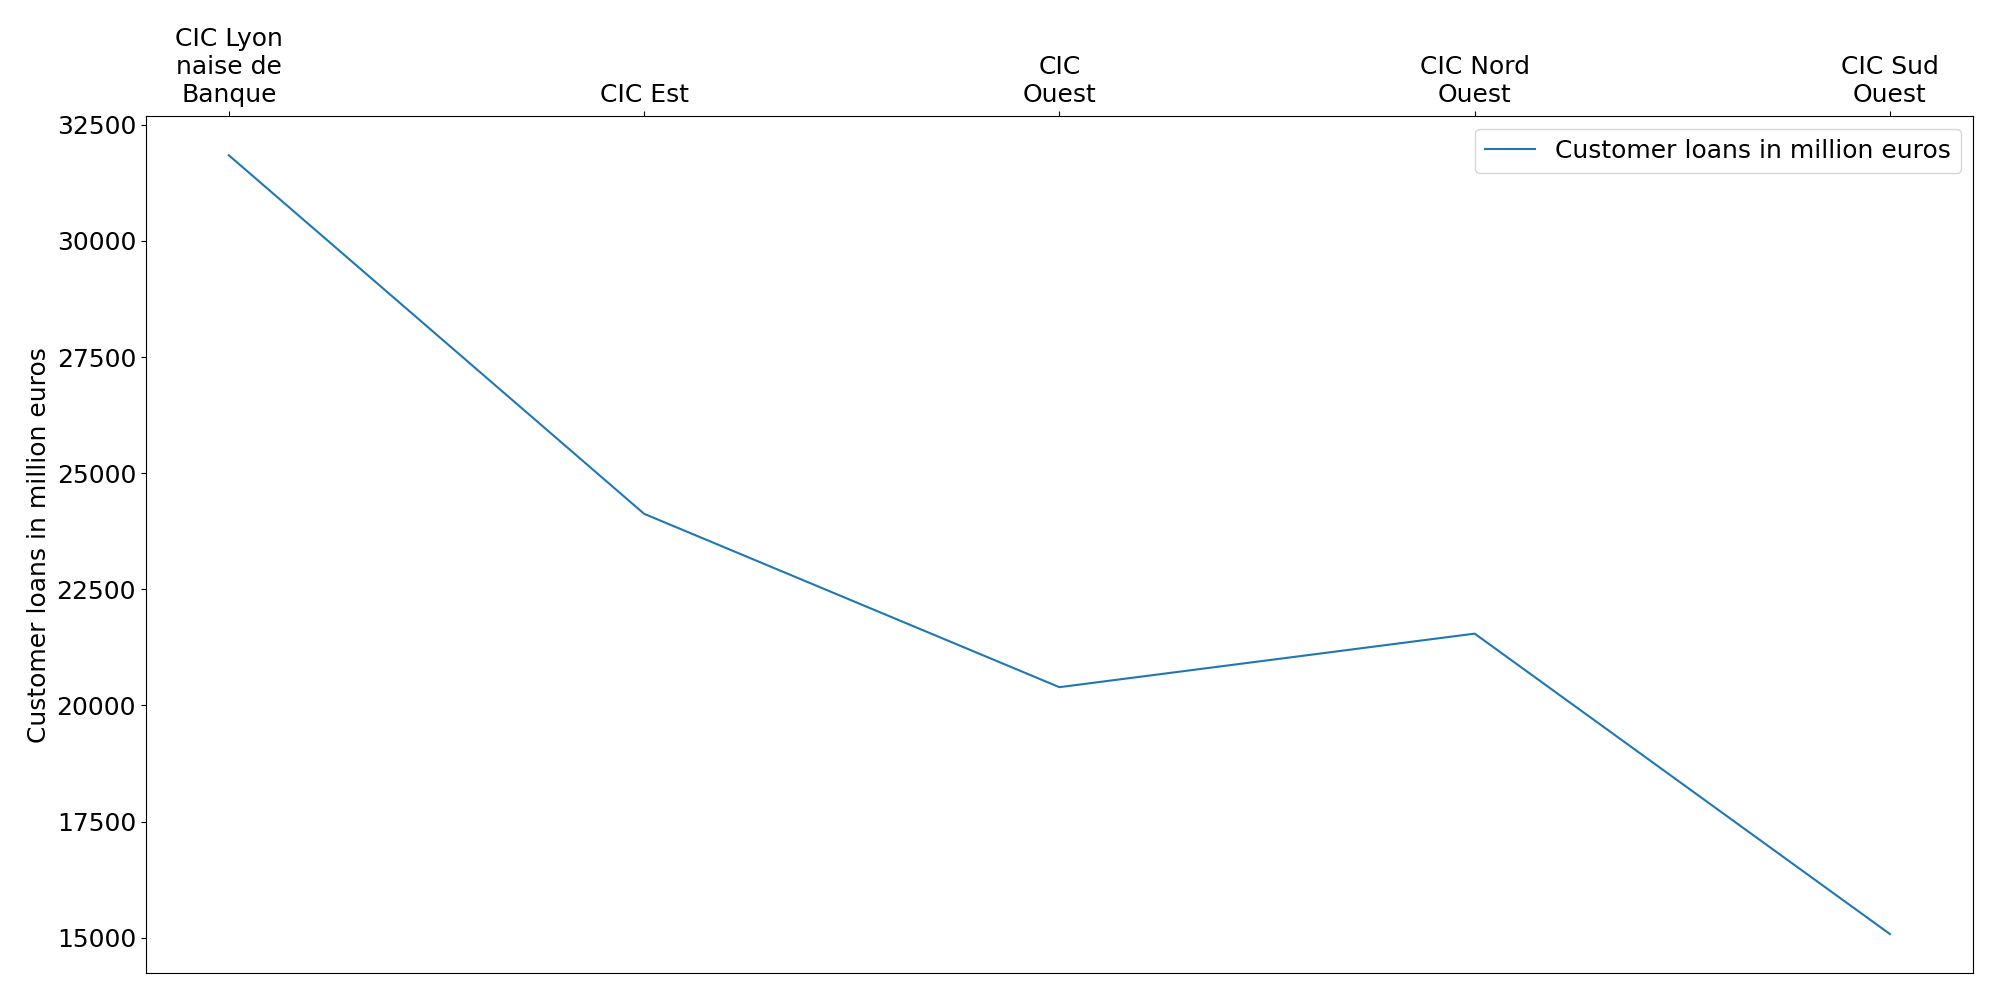 CIC Lyon
naise de
Banque
CIC Est
CIC
Ouest
CIC Nord
Ouest
CIC Sud
Ouest
32500
30000
27500
25000
22500
20000
17500
15000
Customer loans in million euros
Customer loans in million euros